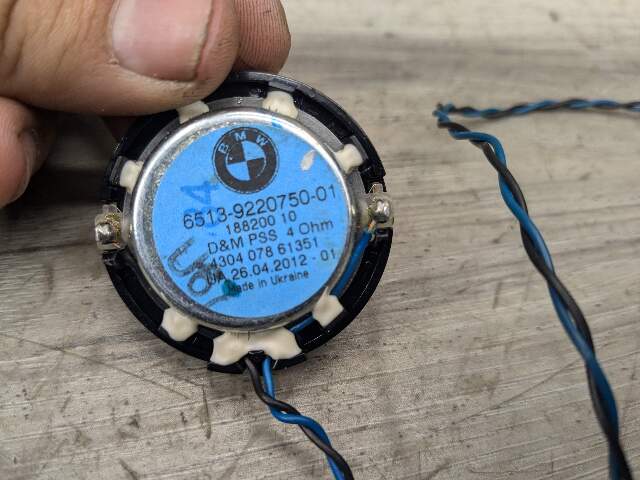 BMW
6513-9220750-01
188200 10
D&M PSS 4 Ohm
4304 078 61351
UA 26.04.2012 - 01
Made in Ukraine